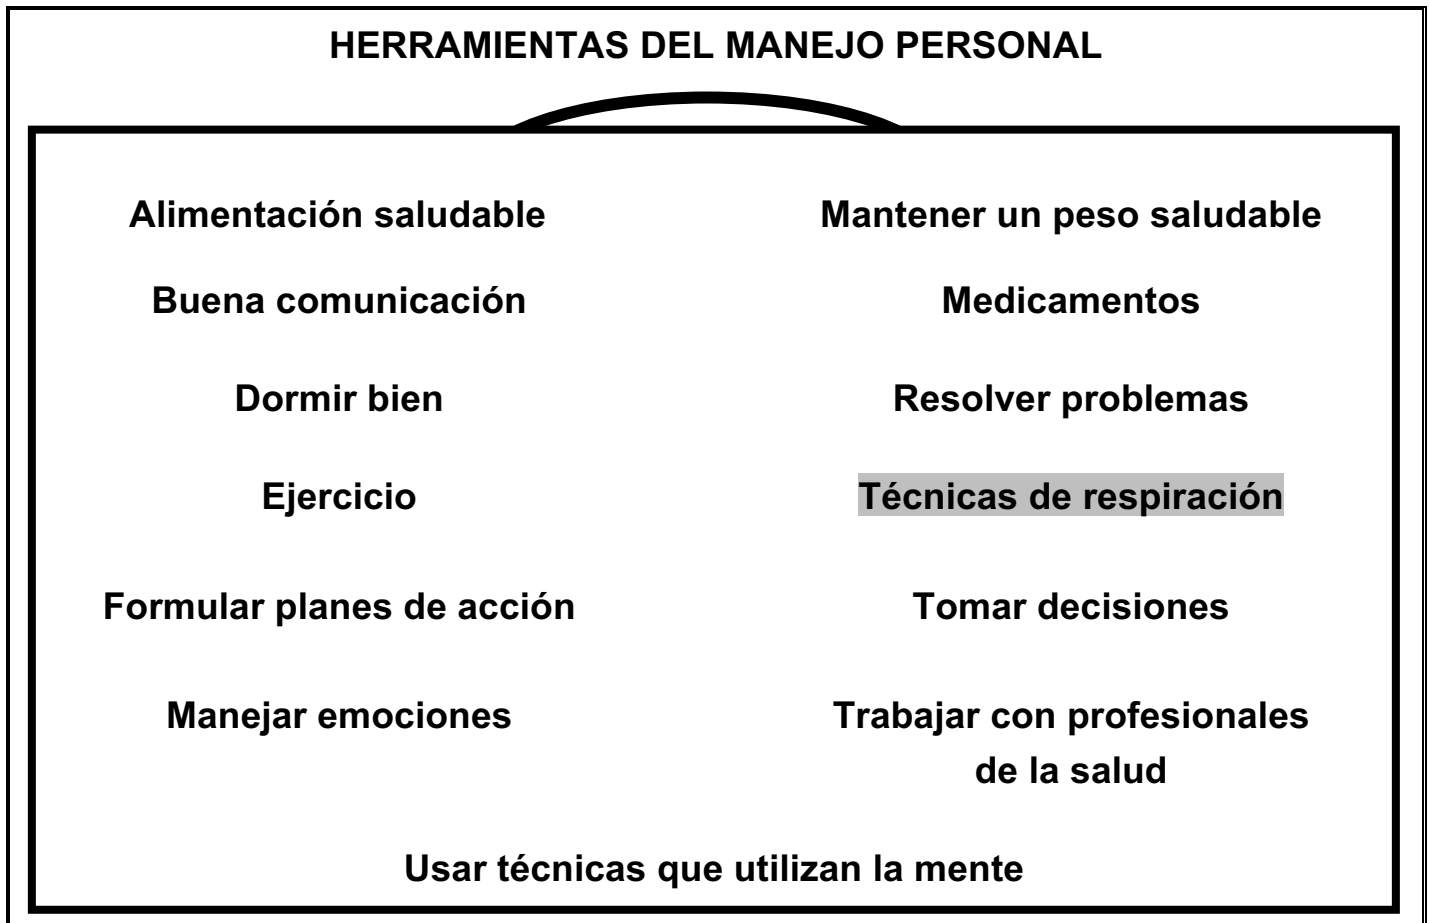 HERRAMIENTAS DEL MANEJO PERSONAL
Alimentación saludable
Mantener un peso saludable
Buena comunicación
Medicamentos
Dormir bien
Resolver problemas
Ejercicio
Técnicas de respiración
Formular planes de acción
Tomar decisiones
Manejar emociones
Trabajar con profesionales
de la salud
Usar técnicas que utilizan la mente